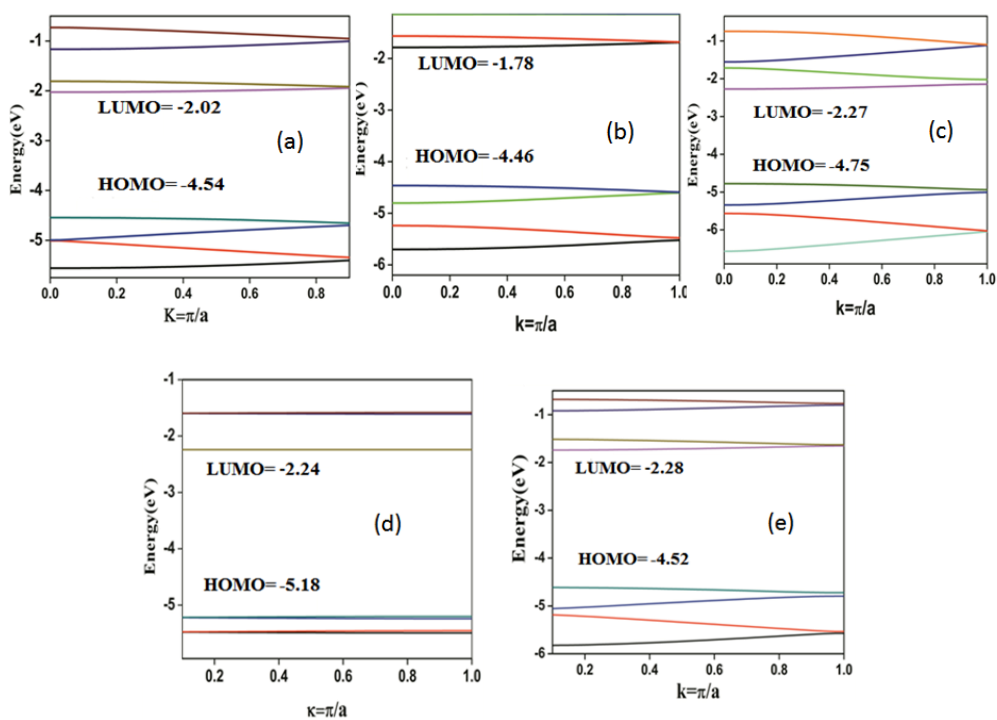 -1
-2
-3
-4
-5
Energy(eV)
LUMO= -2.02
(a)
HOMO= -4.54
0.0 0.2 0.4 0.6 0.8
K=π/a
-2
-4
-5
-6
Energy(eV)
LUMO= -1.78
(b)
HOMO= -4.46
0.0 0.2 0.4 0.6 0.8 1.0
k=π/a
-1
-2
-3
-4
-5
-6
Energy(eV)
LUMO= -2.27
(c)
HOMO= -4.75
0.0 0.2 0.4 0.6 0.8 1.0
k=π/a
-1
-2
-3
-5
Energy(eV)
LUMO= -2.24
(d)
HOMO= -5.18
0.2 0.4 0.6 0.8 1.0
κ=π/a
-1
-2
-3
-4
-5
-6
Energy(eV)
LUMO= -2.28
(e)
HOMO= -4.52
0.2 0.4 0.6 0.8 1.0
k=π/a